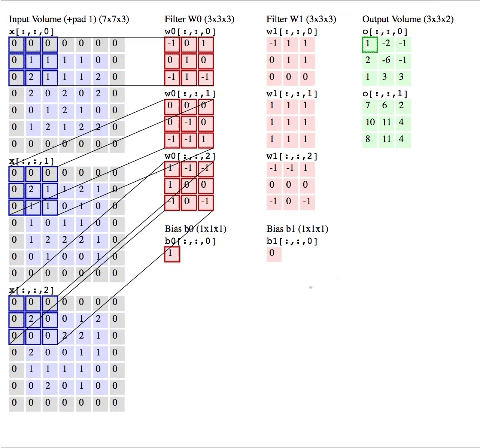 Input Volume (+pad 1) (7x7x3)
x[:,:,0]
0 0 0 0 0 0 0
0 1 1 1 1 0 0
0 2 1 1 1 2 0
0 2 0 2 0 2 0
0 0 1 2 1 0 0
0 1 2 1 2 2 0
0 0 0 0 0 0 0
x[:,:,1]
0 0 0 0 0 0 0
0 2 1 1 2 1 0
0 1 1 0 1 0 0
0 1 0 1 1 0 0
0 1 2 2 2 1 0
0 0 1 0 0 1 0
0 0 0 0 0 0 0
x[:,:,2]
0 0 0 0 0 0 0
0 2 0 0 1 2 0
0 0 0 2 2 1 0
0 2 0 0 1 1 0
0 1 1 1 1 0 0
0 0 2 0 1 0 0
0 0 0 0 0 0 0
Filter W0 (3x3x3)
w0[:,:,0]
-1 0 1
0 1 0
-1 1 -1
w0[:,:,1]
0 0 0
0 -1 0
-1 -1 1
w0[:,:,2]
1 -1 -1
1 0 0
-1 0 -1
Bias b0 (1x1x1)
b0[:,:,0]
1
Filter W1 (3x3x3)
w1[:,:,0]
-1 1 1
0 1 1
0 0 0
w1[:,:,1]
1 1 1
1 1 1
1 1 1
w1[:,:,2]
-1 -1 1
0 0 0
-1 0 -1
Bias b1 (1x1x1)
b1[:,:,0]
0
Output Volume (3x3x2)
o[:,:,0]
1 -2 -1
2 -6 -1
1 3 3
o[:,:,1]
7 6 2
10 11 4
8 11 4